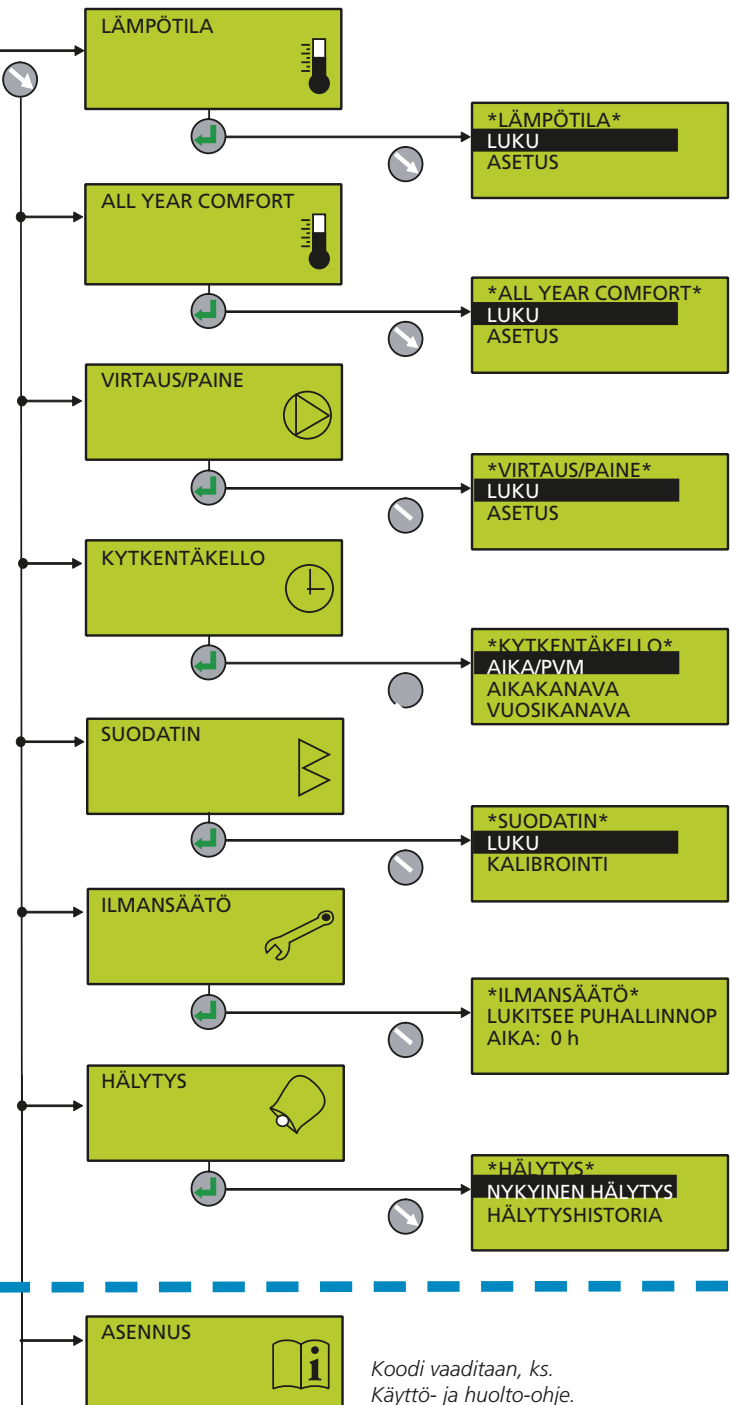 LÄMPÖTILA
*LÄMPÖTILA*
LUKU
ASETUS
ALL YEAR COMFORT
*ALL YEAR COMFORT*
LUKU
ASETUS
VIRTAUS/PAINE
*VIRTAUS/PAINE*
LUKU
ASETUS
KYTKENTÄKELLO
*KYTKENTÄKELLO*
AIKA/PVM
AIKAKANAVA
VUOSIKANAVA
SUODATIN
*SUODATIN*
LUKU
KALIBROINTI
ILMANSÄÄTÖ
*ILMANSÄÄTÖ*
LUKITSEE PUHALLINNOP
AIKA: 0 h
HÄLYTYS
*HÄLYTYS*
NYKYINEN HÄLYTYS
HÄLYTYSHISTORIA
ASENNUS
i
Koodi vaaditaan, ks.
Käyttö- ja huolto-ohje.